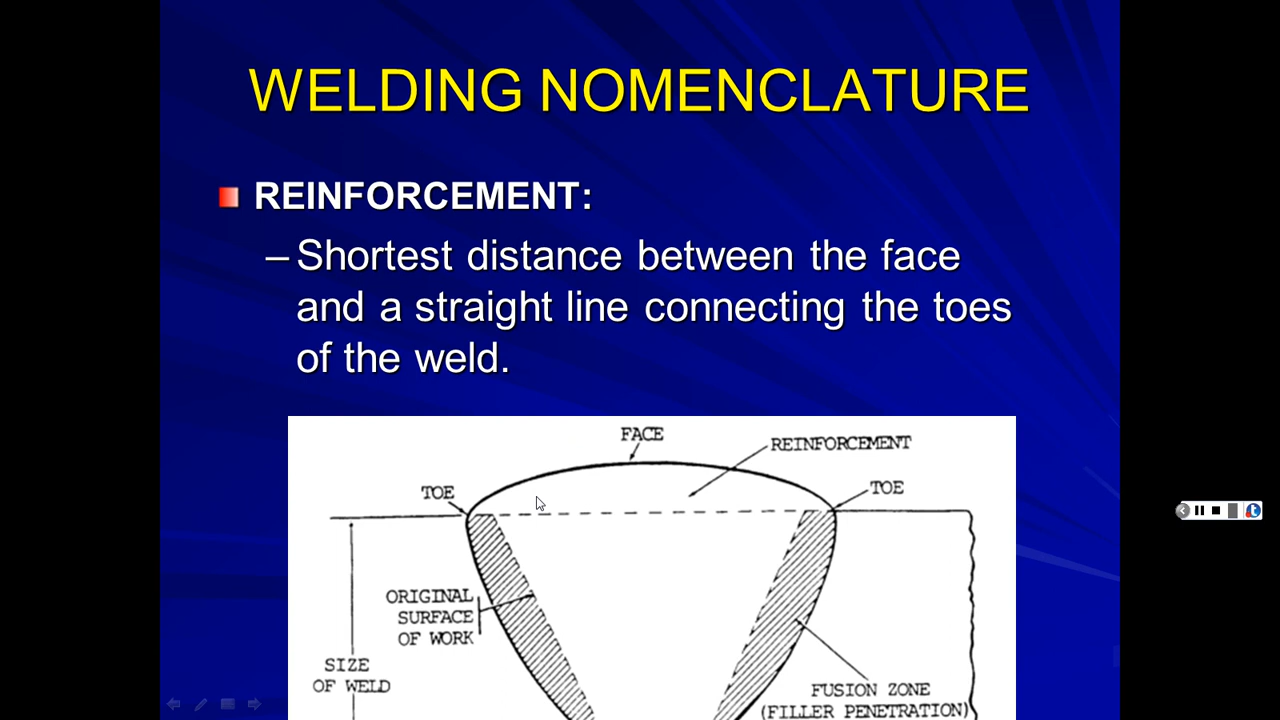 WELDING NOMENCLATURE
REINFORCEMENT:
– Shortest distance between the face
and a straight line connecting the toes
of the weld.
FACE
REINFORCEMENT
TOE
TOE
ORIGINAL
SURFACE
OF WORK
SIZE
OF WELD
FUSION ZONE
(FILLER PENETRATION)